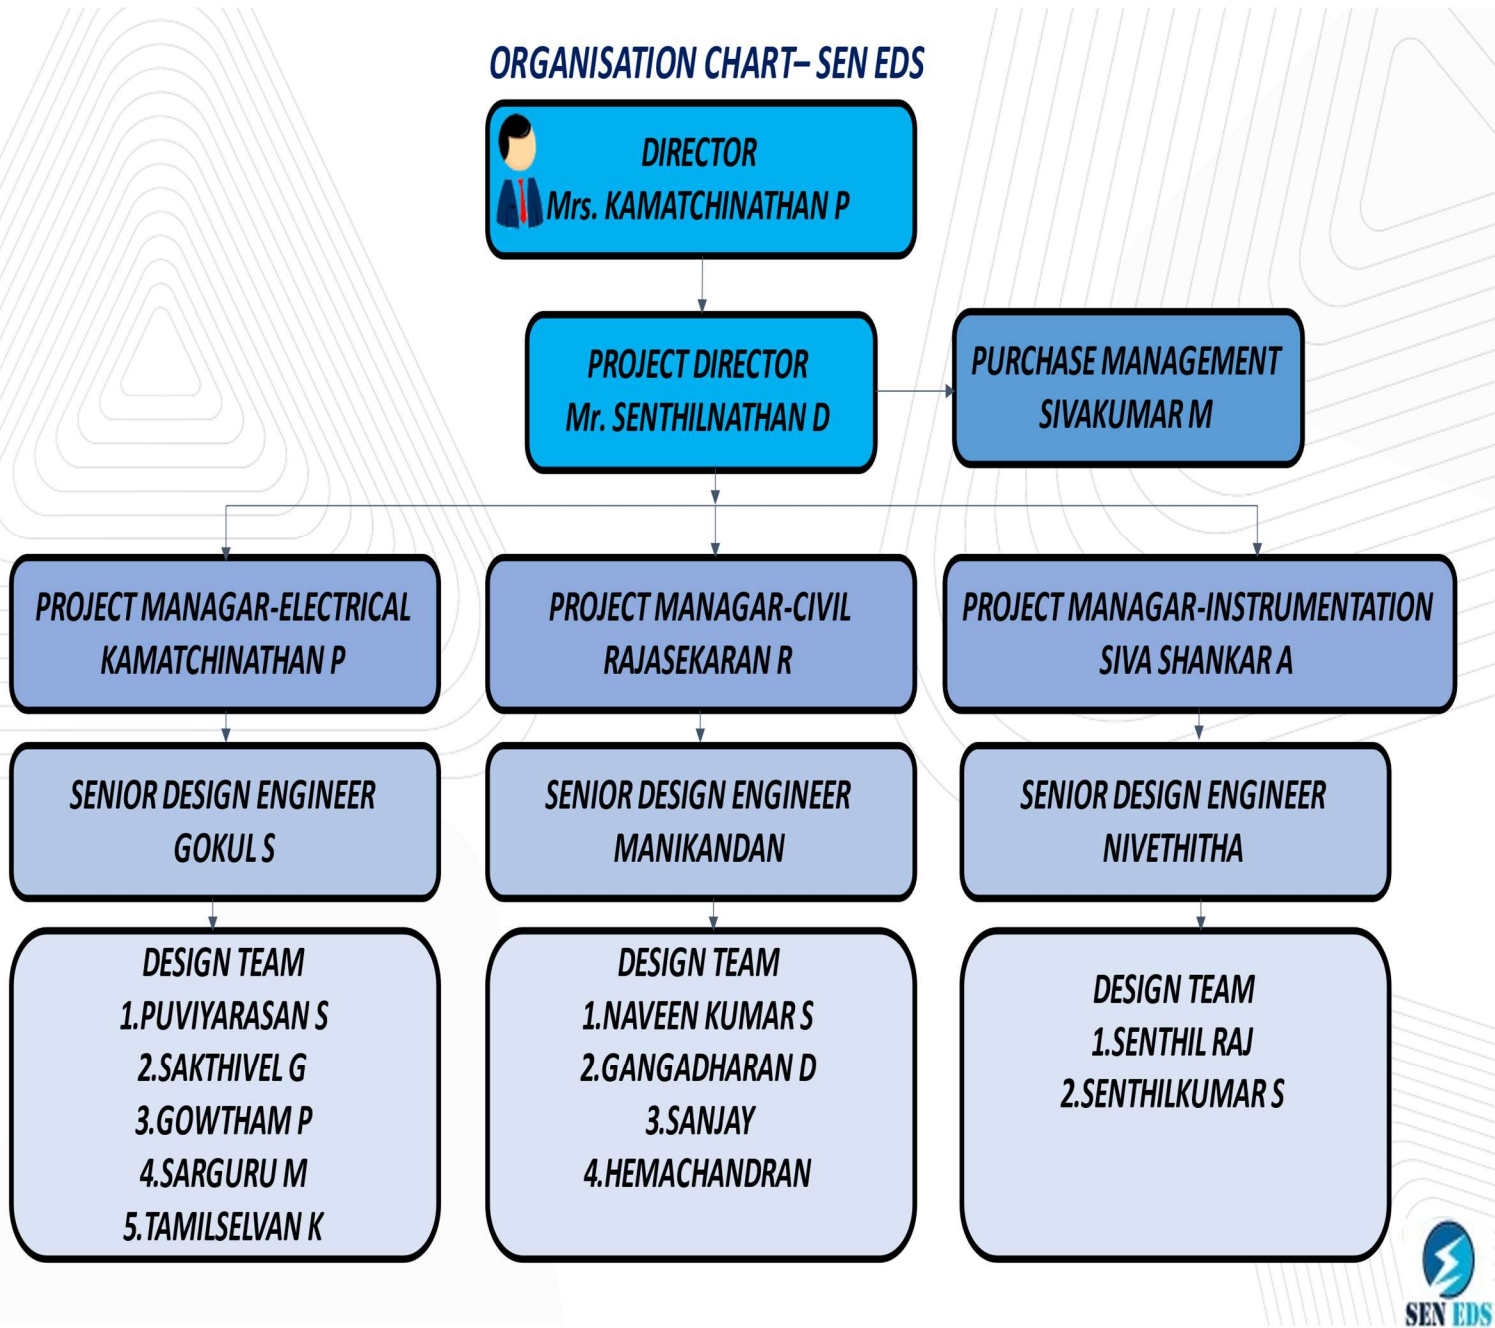 ORGANISATION CHART– SEN EDS
DIRECTOR
Mrs. KAMATCHINATHAN P
PROJECT DIRECTOR
Mr. SENTHILNATHAN D
PURCHASE MANAGEMENT
SIVAKUMAR M
PROJECT MANAGAR-ELECTRICAL
KAMATCHINATHAN P
PROJECT MANAGAR-CIVIL
RAJASEKARAN R
PROJECT MANAGAR-INSTRUMENTATION
SIVA SHANKAR A
SENIOR DESIGN ENGINEER
GOKUL S
SENIOR DESIGN ENGINEER
MANIKANDAN
SENIOR DESIGN ENGINEER
NIVETHITHA
DESIGN TEAM
1.PUVIYARASAN S
2.SAKTHIVEL G
3.GOWTHAM P
4.SARGURU M
5.TAMILSELVAN K
DESIGN TEAM
1.NAVEEN KUMAR S
2.GANGADHARAN D
3.SANJAY
4.HEMACHANDRAN
DESIGN TEAM
1.SENTHIL RAJ
2.SENTHILKUMAR S
SEN EDS